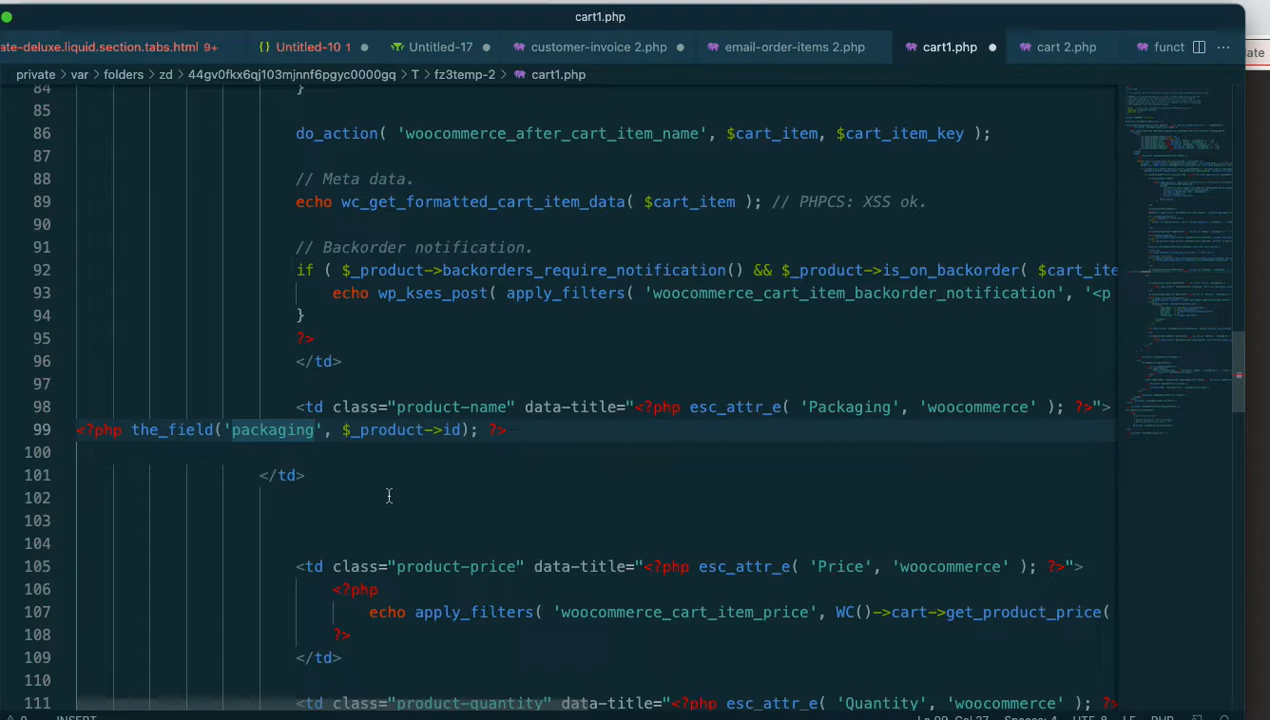 cart1.php
ate-deluxe.liquid.section.tabs.html 9+ {} Untitled-10 1 Untitled-17 customer-invoice 2.php email-order-items 2.php cart1.php cart 2.php funct ate
private > var > folders > zd > 44gv0fkx6qj103mjnnf6pgyc0000gq > T > fz3temp-2 > cart1.php
84 }
85
86 do_action( 'woocommerce_after_cart_item_name', $cart_item, $cart_item_key );
87
88 // Meta data.
89 echo wc_get_formatted_cart_item_data( $cart_item ); // PHPCS: XSS ok.
90
91 // Backorder notification.
92 if ( $_product->backorders_require_notification() && $_product->is_on_backorder( $cart_ite
93 echo wp_kses_post( apply_filters( 'woocommerce_cart_item_backorder_notification', '<p
94 }
95 ?>
96 </td>
97
98 <td class="product-name" data-title="<?php esc_attr_e( 'Packaging', 'woocommerce' ); ?>">
99 <?php the_field('packaging', $_product->id); ?>
100
101 </td>
102
103
104
105 <td class="product-price" data-title="<?php esc_attr_e( 'Price', 'woocommerce' ); ?>">
106 <?php
107 echo apply_filters( 'woocommerce_cart_item_price', WC()->cart->get_product_price(
108 ?>
109 </td>
110
111 <td class="product-quantity" data-title="<?php esc_attr_e( 'Quantity', 'woocommerce' ); ?>